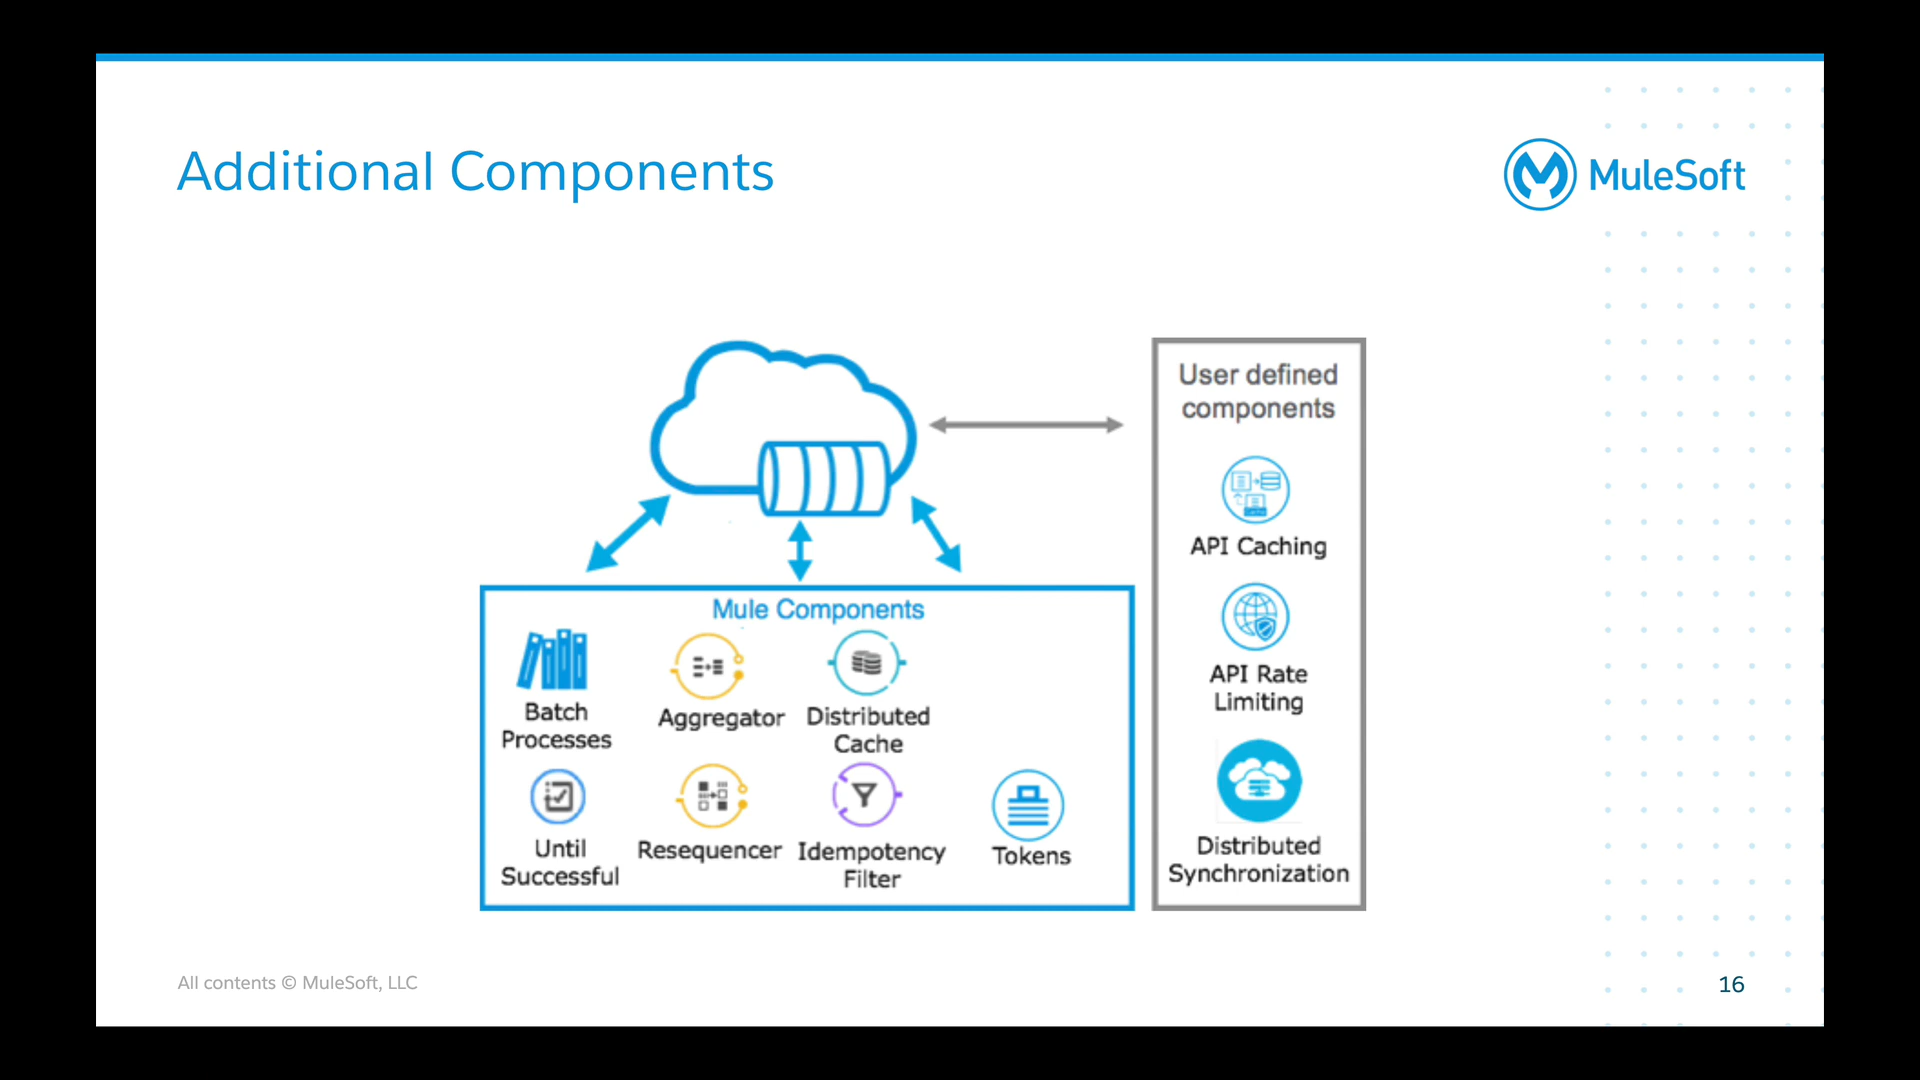 Additional Components
MuleSoft
User defined
components
API Caching
API Rate
Limiting
Distributed
Synchronization
Mule Components
Batch
Processes
Aggregator
Distributed
Cache
Until
Successful
Resequencer
Idempotency
Filter
Tokens
All contents © MuleSoft, LLC
16